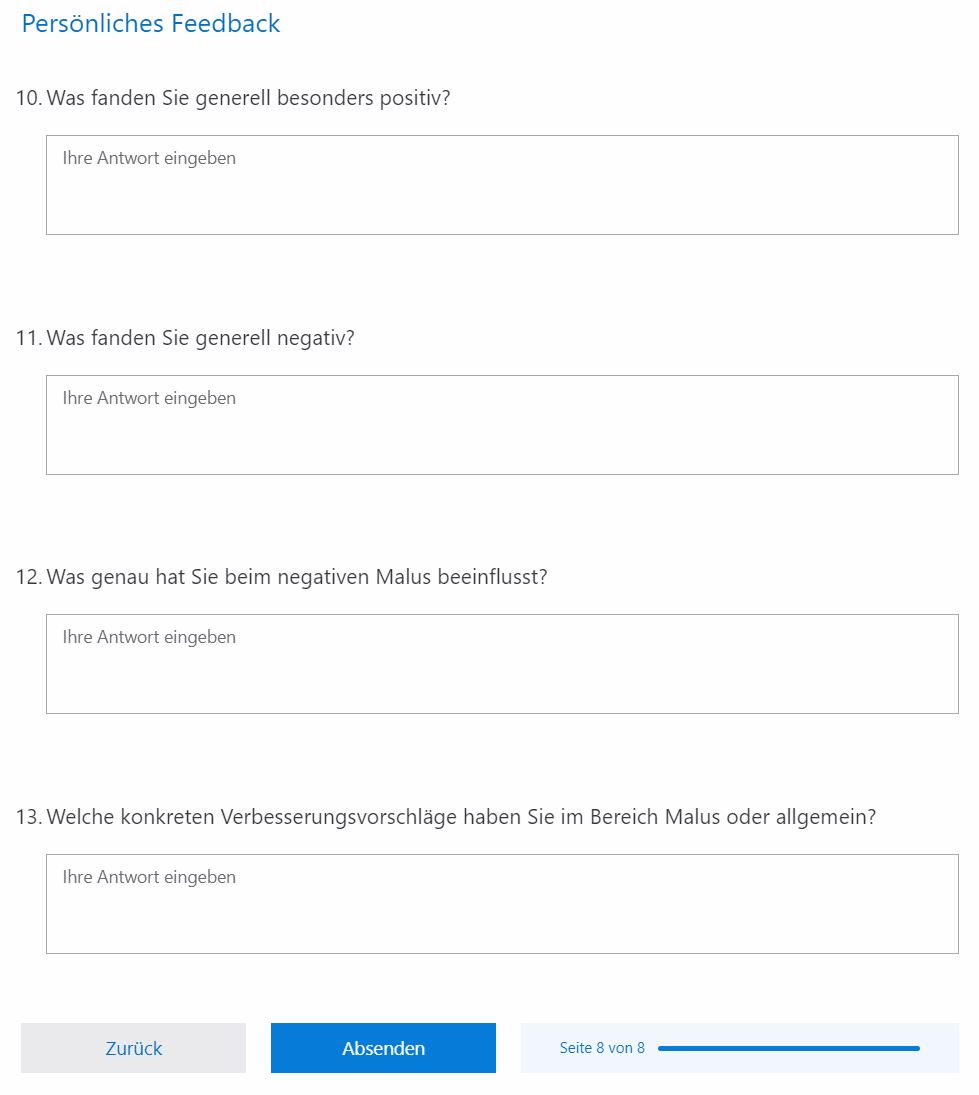 Persönliches Feedback
10. Was fanden Sie generell besonders positiv?
Ihre Antwort eingeben
11. Was fanden Sie generell negativ?
Ihre Antwort eingeben
12. Was genau hat Sie beim negativen Malus beeinflusst?
Ihre Antwort eingeben
13. Welche konkreten Verbesserungsvorschläge haben Sie im Bereich Malus oder allgemein?
Ihre Antwort eingeben
Zurück
Absenden
Seite 8 von 8